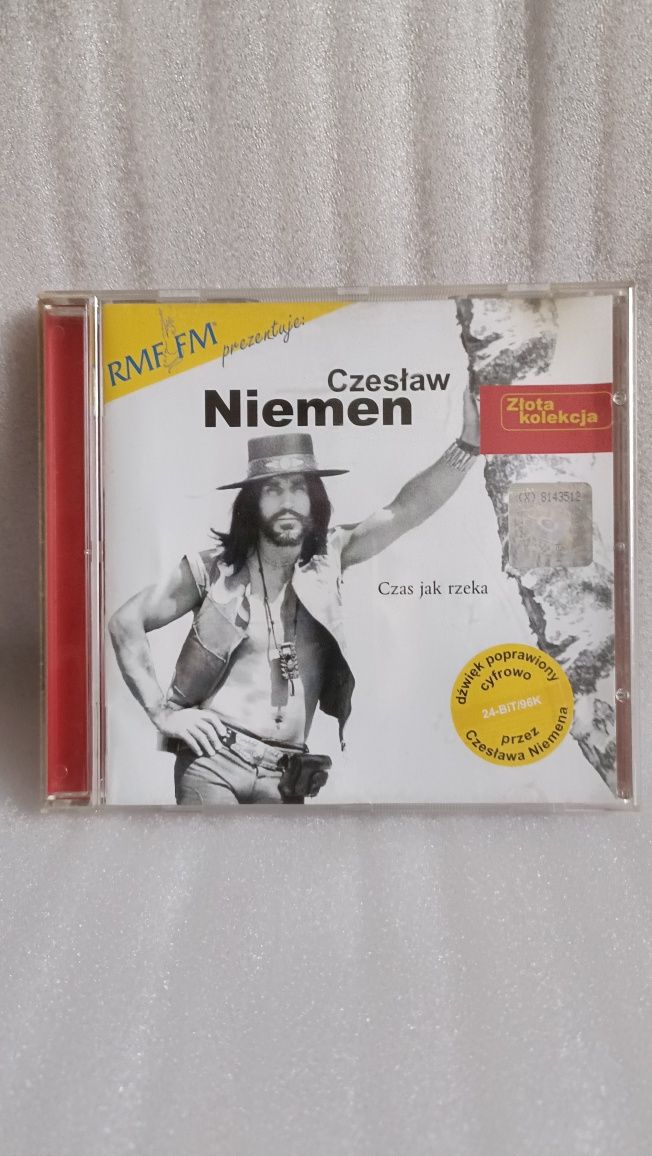 RMF FM prezentuje:
Czesław
Niemen
Złota
kolekcja
(X) 8143512
Czas jak rzeka
dźwięk poprawiony
cyfrowo
24-BiT/96K
przez
Czesława Niemena